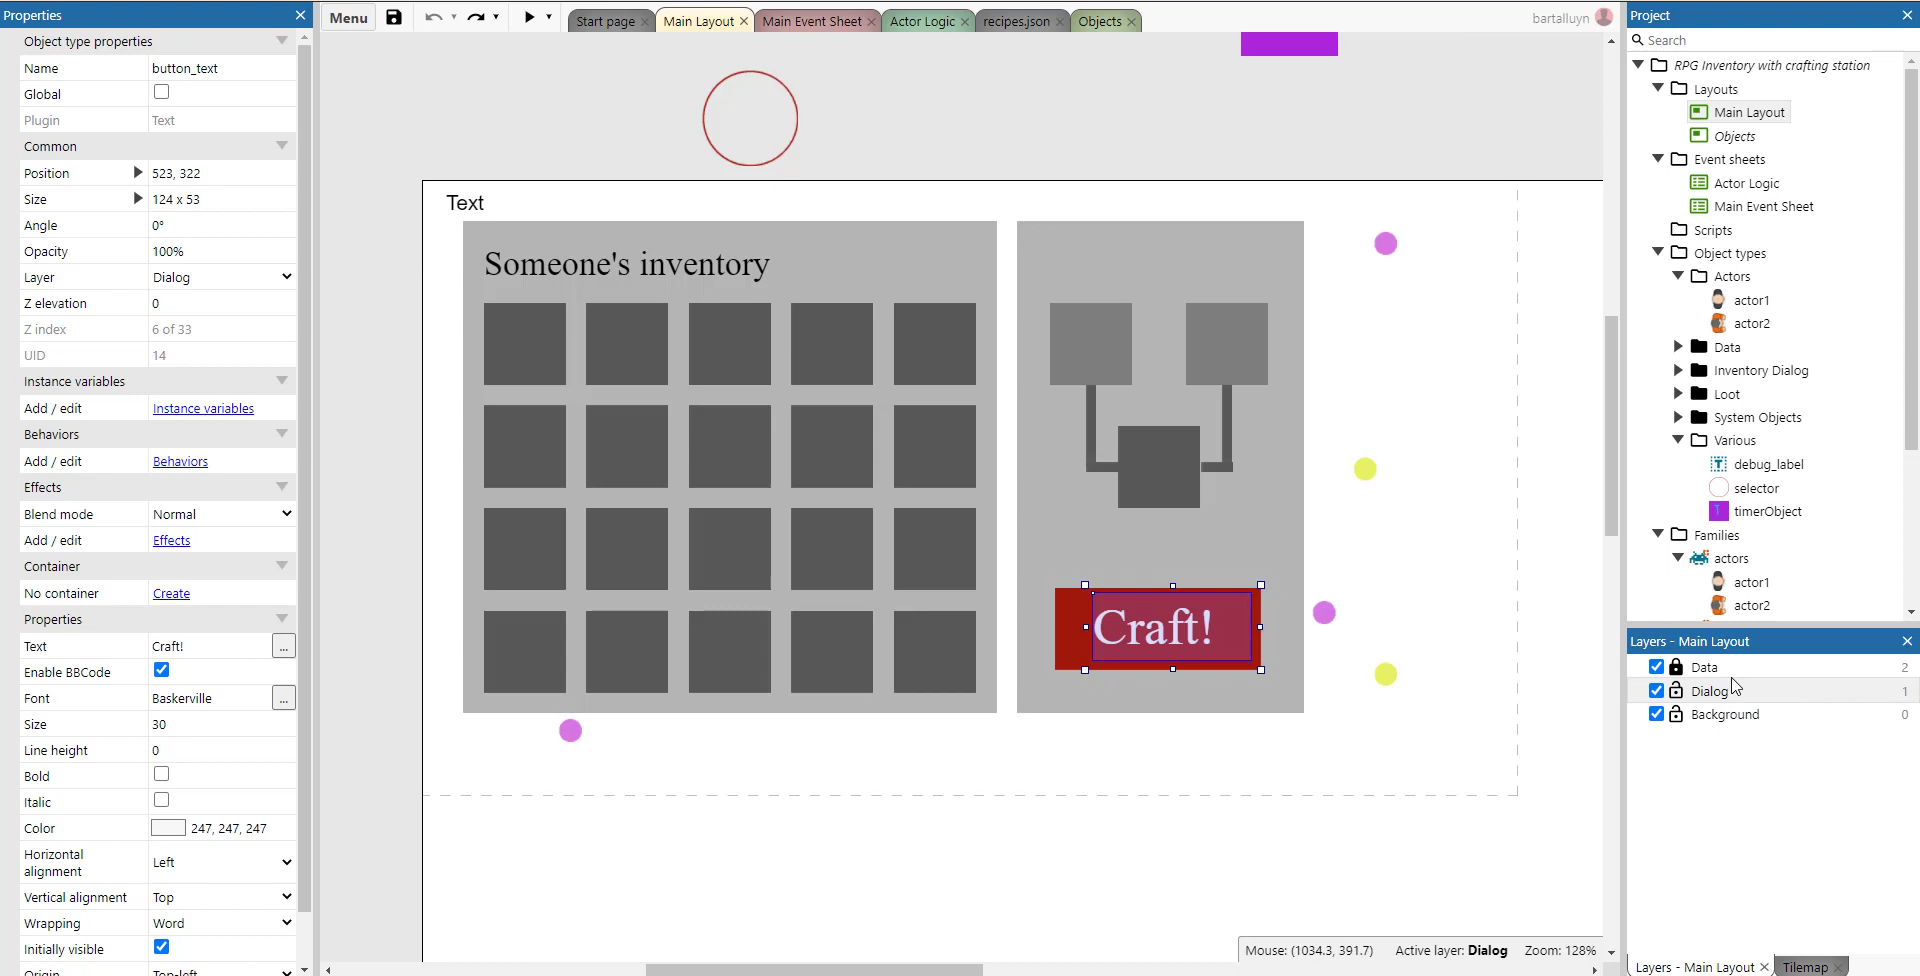 Properties
Object type properties
Name button_text
Global
Plugin Text
Common
Position 523, 322
Size 124 x 53
Angle 0°
Opacity 100%
Layer Dialog
Z elevation 0
Z index 6 of 33
UID 14
Instance variables
Add / edit Instance variables
Behaviors
Add / edit Behaviors
Effects
Blend mode Normal
Add / edit Effects
Container
No container Create
Properties
Text Craft! ...
Enable BBCode
Font Baskerville ...
Size 30
Line height 0
Bold
Italic
Color 247, 247, 247
Horizontal alignment Left
Vertical alignment Top
Wrapping Word
Initially visible
Origin Top-left
Menu
Start page
Main Layout
Main Event Sheet
Actor Logic
recipes.json
Objects
bartalluyn
Text
Someone's inventory
Craft!
Mouse: (1034.3, 391.7) Active layer: Dialog Zoom: 128%
Project
Search
RPG Inventory with crafting station
Layouts
Main Layout
Objects
Event sheets
Actor Logic
Main Event Sheet
Scripts
Object types
Actors
actor1
actor2
Data
Inventory Dialog
Loot
System Objects
Various
debug_label
selector
T timerObject
Families
actors
actor1
actor2
Layers - Main Layout
Data 2
Dialog 1
Background 0
Layers - Main Layout
Tilemap